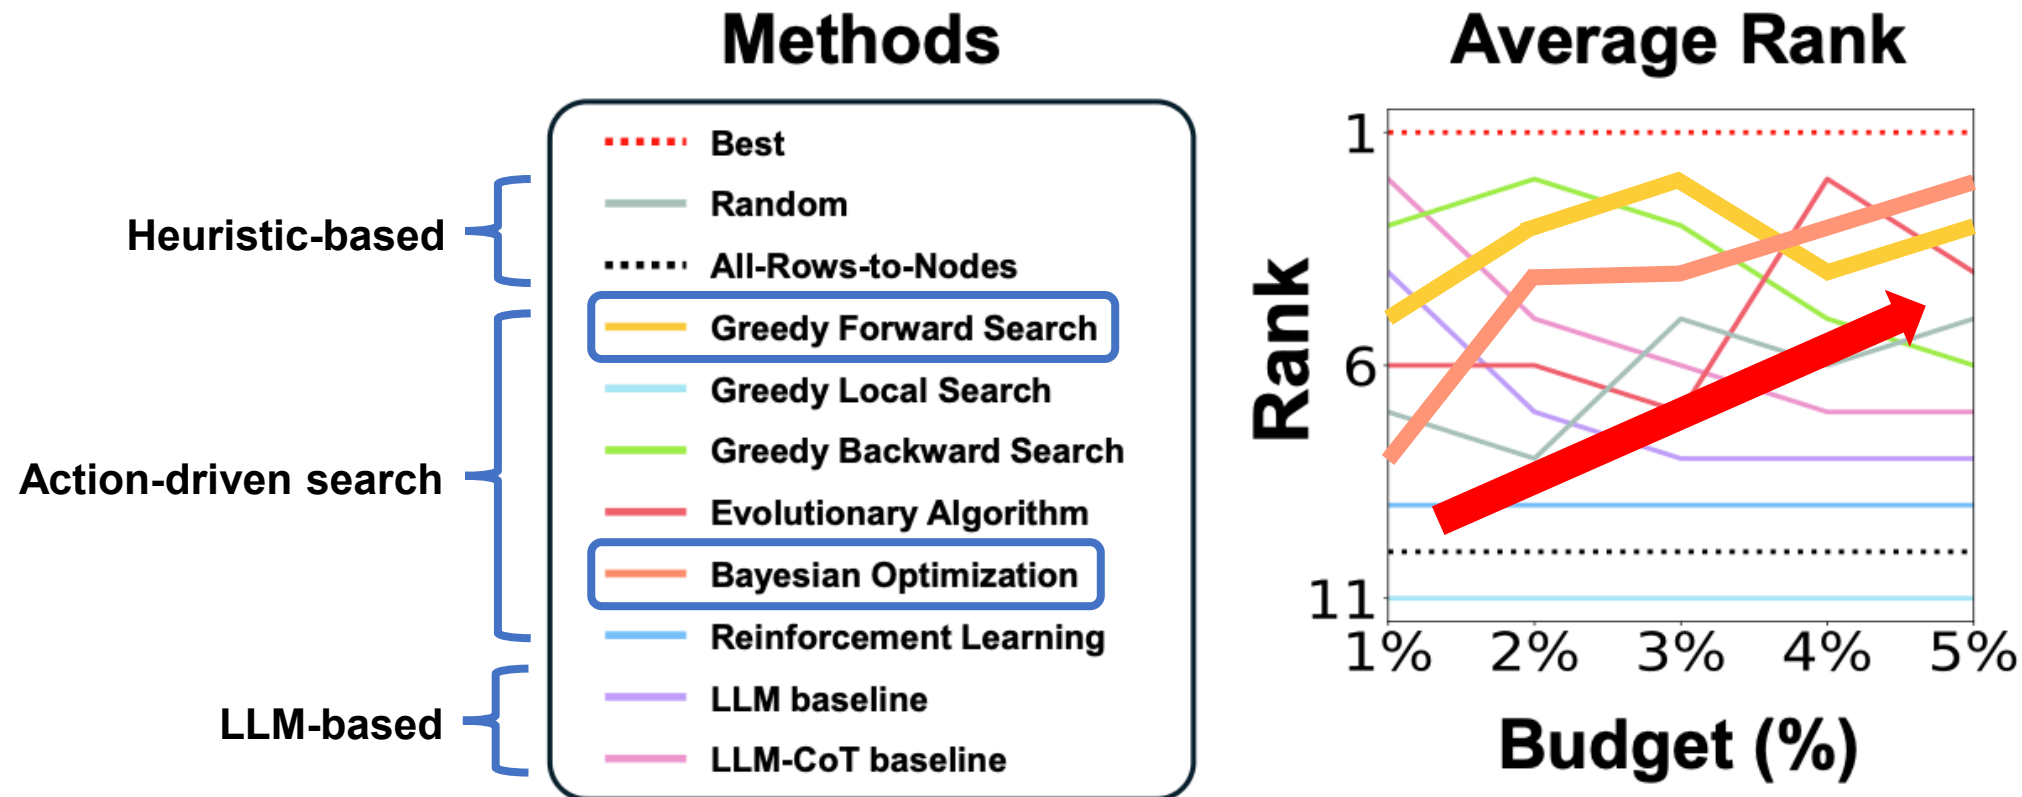 Methods
Average Rank
Best
Random
All-Rows-to-Nodes
Greedy Forward Search
Greedy Local Search
Greedy Backward Search
Evolutionary Algorithm
Bayesian Optimization
Reinforcement Learning
LLM baseline
LLM-CoT baseline
Heuristic-based
Action-driven search
LLM-based
Rank
1
6
11
1% 2% 3% 4% 5%
Budget (%)